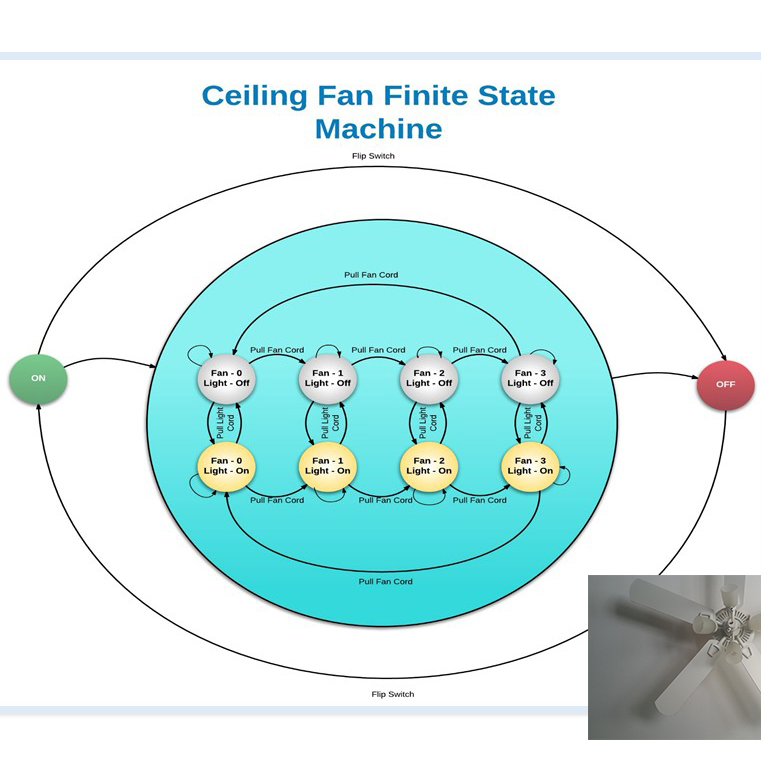 Ceiling Fan Finite State
Machine
Flip Switch
Pull Fan Cord
Pull Fan Cord
Pull Fan Cord
Pull Fan Cord
Fan - 0
Light - Off
Fan - 1
Light - Off
Fan - 2
Light - Off
Fan - 3
Light - Off
ON
OFF
Pull Light
Cord
Pull Light
Cord
Pull Light
Cord
Pull Light
Cord
Fan - 0
Light - On
Fan - 1
Light - On
Fan - 2
Light - On
Fan - 3
Light - On
Pull Fan Cord
Pull Fan Cord
Pull Fan Cord
Pull Fan Cord
Flip Switch